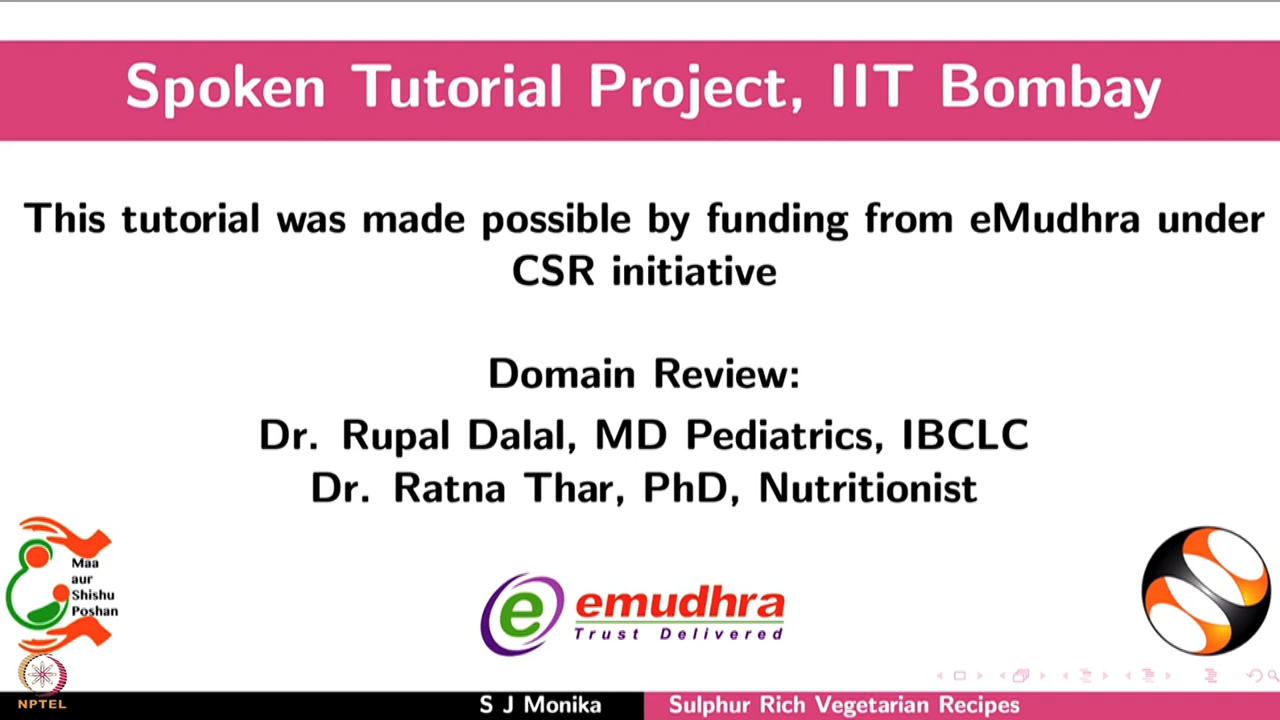 Spoken Tutorial Project, IIT Bombay
This tutorial was made possible by funding from eMudhra under
CSR initiative
Domain Review:
Dr. Rupal Dalal, MD Pediatrics, IBCLC
Dr. Ratna Thar, PhD, Nutritionist
Maa
aur
Shishu
Poshan
e emudhra
Trust Delivered
NPTEL
S J Monika
Sulphur Rich Vegetarian Recipes